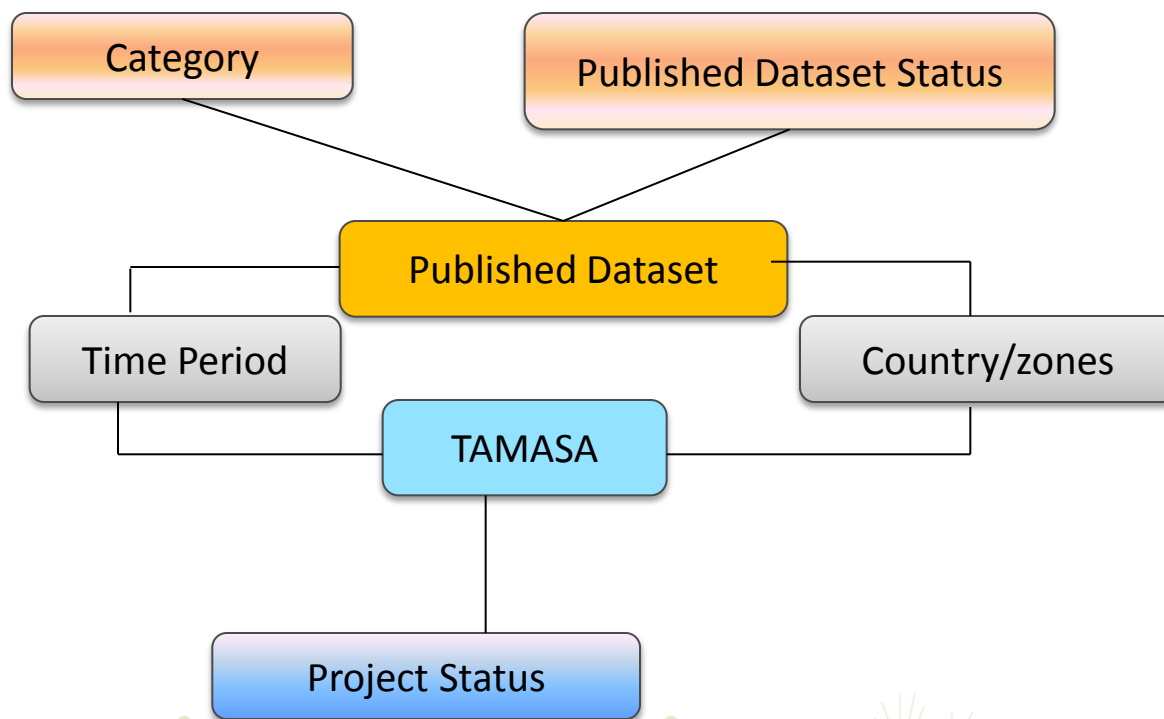 Category
Published Dataset Status
Published Dataset
Time Period
Country/zones
TAMASA
Project Status